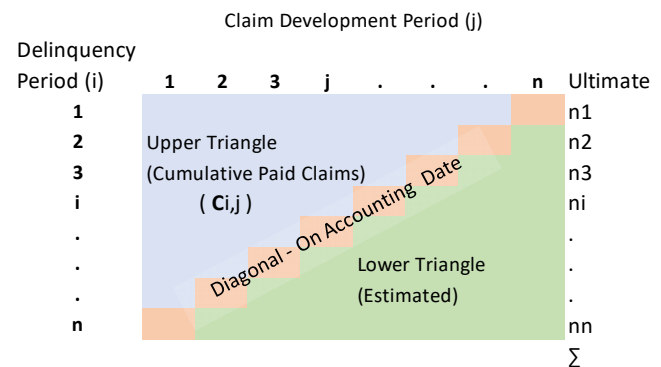 Claim Development Period (j)
Delinquency
Period (i) 1 2 3 j . . . n Ultimate
1 n1
2 Upper Triangle n2
3 (Cumulative Paid Claims) n3
i ( Ci,j ) ni
. .
. Lower Triangle .
. (Estimated) .
n nn
∑
Diagonal - On Accounting Date